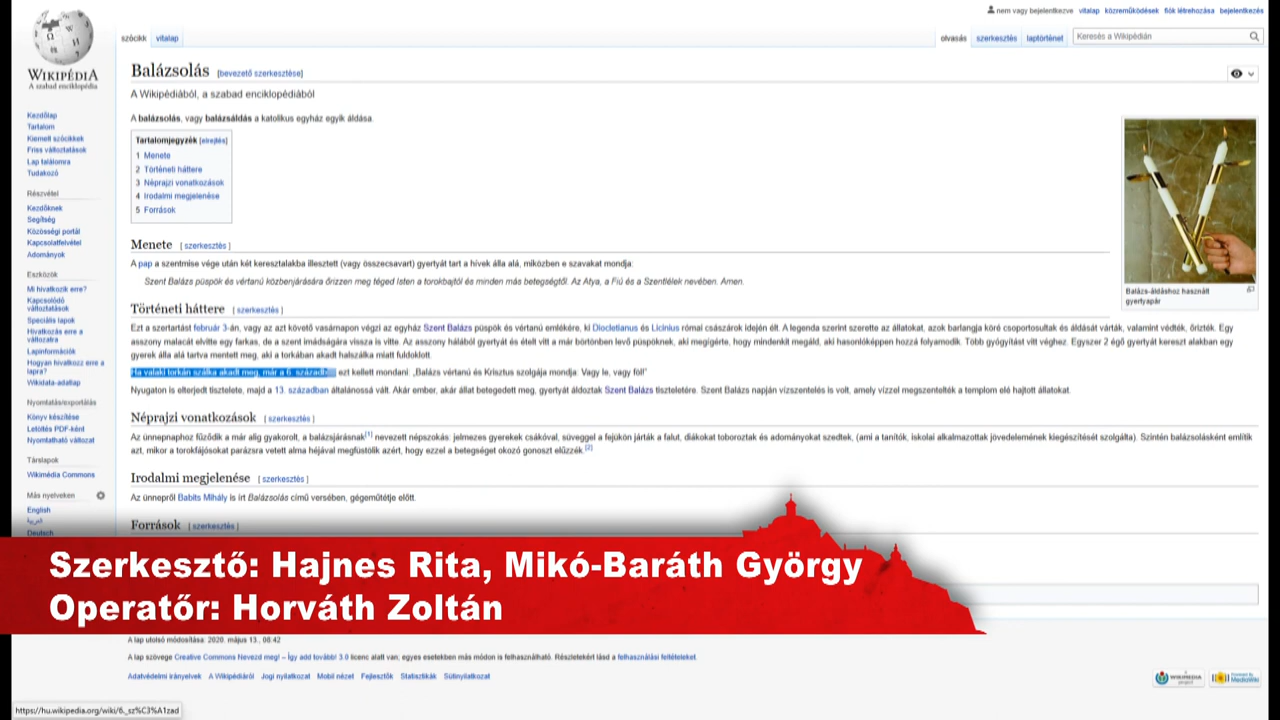 nem vagy bejelentkezve vitalap közreműködések fiók létrehozása bejelentkezés
szócikk vitalap
olvasás szerkesztés laptörténet Keresés a Wikipédián
WIKIPÉDIA
A szabad enciklopédia
Balázsolás [bevezető szerkesztése]
A Wikipédiából, a szabad enciklopédiából
A balázsolás, vagy balázsáldás a katolikus egyház egyik áldása.
Tartalomjegyzék [elrejtés]
1 Menete
2 Történeti háttere
3 Néprajzi vonatkozások
4 Irodalmi megjelenése
5 Források
Kezdőlap
Tartalom
Kiemelt szócikkek
Friss változtatások
Lap találomra
Tudakozó
Részvétel
Kezdőknek
Segítség
Közösségi portál
Kapcsolatfelvétel
Adományok
Eszközök
Mi hivatkozik erre?
Kapcsolódó
változtatások
Speciális lapok
Hivatkozás erre a
változatra
Lapinformációk
Hogyan hivatkozz erre a
lapra?
Wikidata-adatlap
Nyomtatás/exportálás
Könyv készítése
Letöltés PDF-ként
Nyomtatható változat
Társlapok
Wikimédia Commons
Más nyelveken
English
العربية
Deutsch
Balázs-áldáshoz használt
gyertyapár
Menete [ szerkesztés ]
A pap a szentmise vége után két keresztalakba illesztett (vagy összecsavart) gyertyát tart a hívek álla alá, miközben e szavakat mondja:
Szent Balázs püspök és vértanú közbenjárására őrizzen meg téged Isten a torokbajtól és minden más betegségtől. Az Atya, a Fiú és a Szentlélek nevében. Amen.
Történeti háttere [ szerkesztés ]
Ezt a szertartást február 3-án, vagy az azt követő vasárnapon végzi az egyház Szent Balázs püspök és vértanú emlékére, ki Diocletianus és Licinius római császárok idején élt. A legenda szerint szerette az állatokat, azok barlangja köré csoportosultak és áldását várták, valamint védték, őrizték. Egy
asszony malacát elvitte egy farkas, de a szent imádságára vissza is vitte. Az asszony hálából gyertyát és ételt vitt a már börtönben levő püspöknek, aki megígérte, hogy mindenkit megáld, aki hasonlóképpen hozzá folyamodik. Több gyógyítást vitt véghez. Egyszer 2 égő gyertyát kereszt alakban egy
gyerek álla alá tartva mentett meg, aki a torkában akadt halszálka miatt fuldoklott.
Ha valaki torkán szálka akadt meg, már a 6. században ezt kellett mondani: „Balázs vértanú és Krisztus szolgája mondja. Vagy le, vagy föl!”
Nyugaton is elterjedt tisztelete, majd a 13. században általánossá vált. Akár ember, akár állat betegedett meg, gyertyát áldoztak Szent Balázs tiszteletére. Szent Balázs napján vízszentelés is volt, amely vízzel megszentelték a templom elé hajtott állatokat.
Néprajzi vonatkozások [ szerkesztés ]
Az ünnepnaphoz fűződik a már alig gyakorolt, a balázsjárásnak[1] nevezett népszokás: jelmezes gyerekek csákóval, süveggel a fejükön járták a falut, diákokat toboroztak és adományokat szedtek, (ami a tanítók, iskolai alkalmazottak jövedelemének kiegészítését szolgálta). Szintén balázsolásként említik
azt, mikor a torokfájósokat parázsra vetett alma héjával megfüstölik azért, hogy ezzel a betegséget okozó gonoszt elűzzék.[2]
Irodalmi megjelenése [ szerkesztés ]
Az ünnepről Babits Mihály is írt Balázsolás című versében, gégeműtétje előtt.
Források [ szerkesztés ]
Szerkesztő: Hajnes Rita, Mikó-Baráth György
Operatőr: Horváth Zoltán
A lap utolsó módosítása: 2020. május 13., 08:42
A lap szövege Creative Commons Nevezd meg! – Így add tovább! 3.0 licenc alatt van; egyes esetekben más módon is felhasználható. Részletekért lásd a felhasználási feltételeket.
Adatvédelmi irányelvek A Wikipédiáról Jogi nyilatkozat Mobil nézet Fejlesztők Statisztikák Sütinyilatkozat
https://hu.wikipedia.org/wiki/6._sz%C3%A1zad